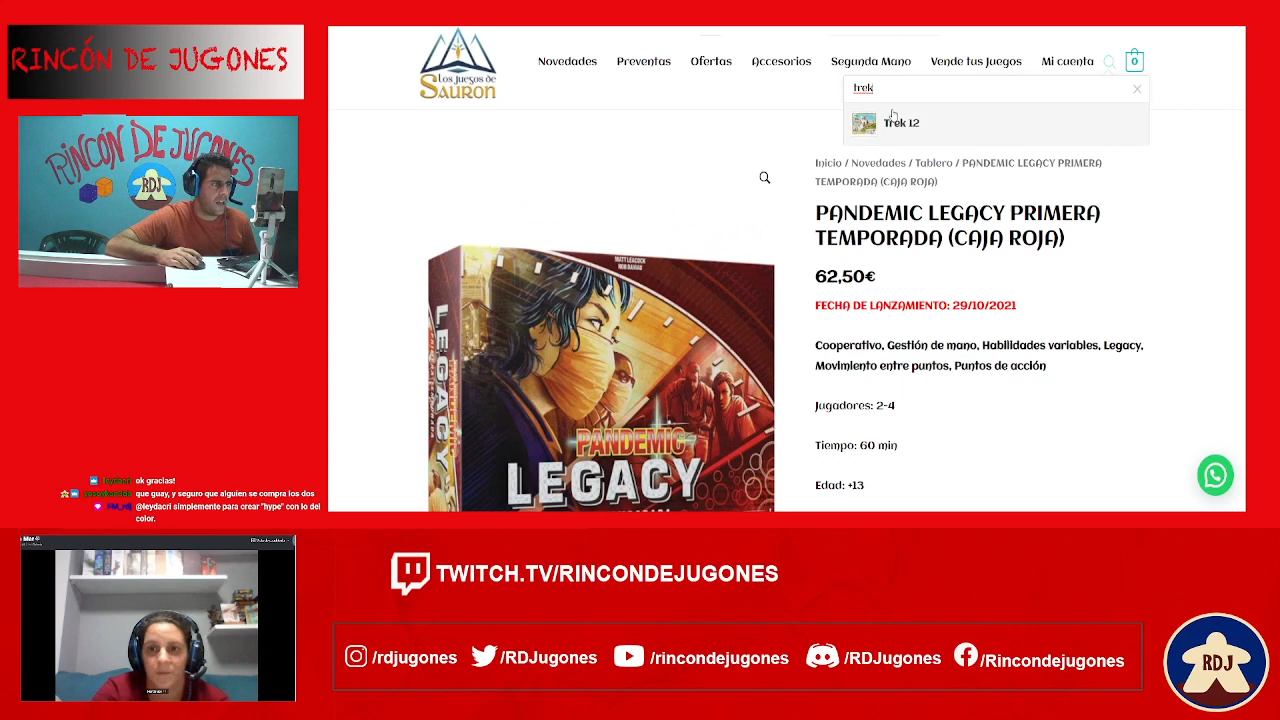 RINCÓN DE JUGONES
RINCÓN DE JUGONES
RDJ
Los Juegos de
SAURON
Novedades
Preventas
Ofertas
Accesorios
Segunda Mano
Vende tus Juegos
Mi cuenta
0
trek
Trek 12
Inicio / Novedades / Tablero / PANDEMIC LEGACY PRIMERA
TEMPORADA (CAJA ROJA)
PANDEMIC LEGACY PRIMERA
TEMPORADA (CAJA ROJA)
62,50€
FECHA DE LANZAMIENTO: 29/10/2021
Cooperativo, Gestión de mano, Habilidades variables, Legacy,
Movimiento entre puntos, Puntos de acción
Jugadores: 2-4
Tiempo: 60 min
Edad: +13
MATT LEACOCK
ROB DAVIAU
LEGACY
PANDEMIC
LEGACY
leydacri ok gracias!
que guay, y seguro que alguien se compra los dos
@leydacri simplemente para crear "hype" con lo del
color.
TWITCH.TV/RINCONDEJUGONES
/rdjugones
/RDJugones
/rincondejugones
/RDJugones
/Rincondejugones
RDJ